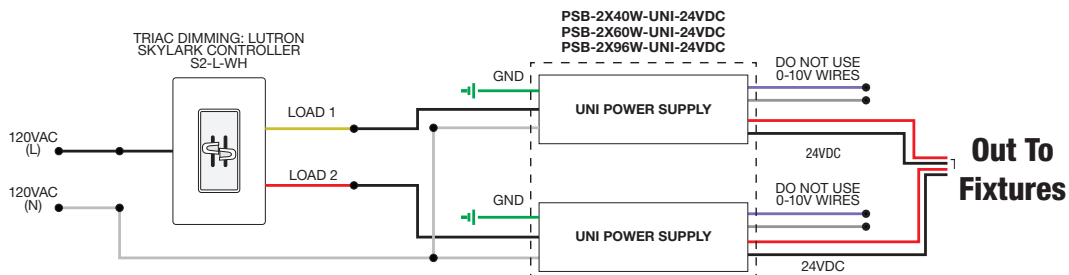 PSB-2X40W-UNI-24VDC
PSB-2X60W-UNI-24VDC
PSB-2X96W-UNI-24VDC
TRIAC DIMMING: LUTRON
SKYLARK CONTROLLER
S2-L-WH
120VAC
(L)
120VAC
(N)
LOAD 1
LOAD 2
GND
UNI POWER SUPPLY
DO NOT USE
0-10V WIRES
24VDC
GND
UNI POWER SUPPLY
DO NOT USE
0-10V WIRES
24VDC
Out To
Fixtures